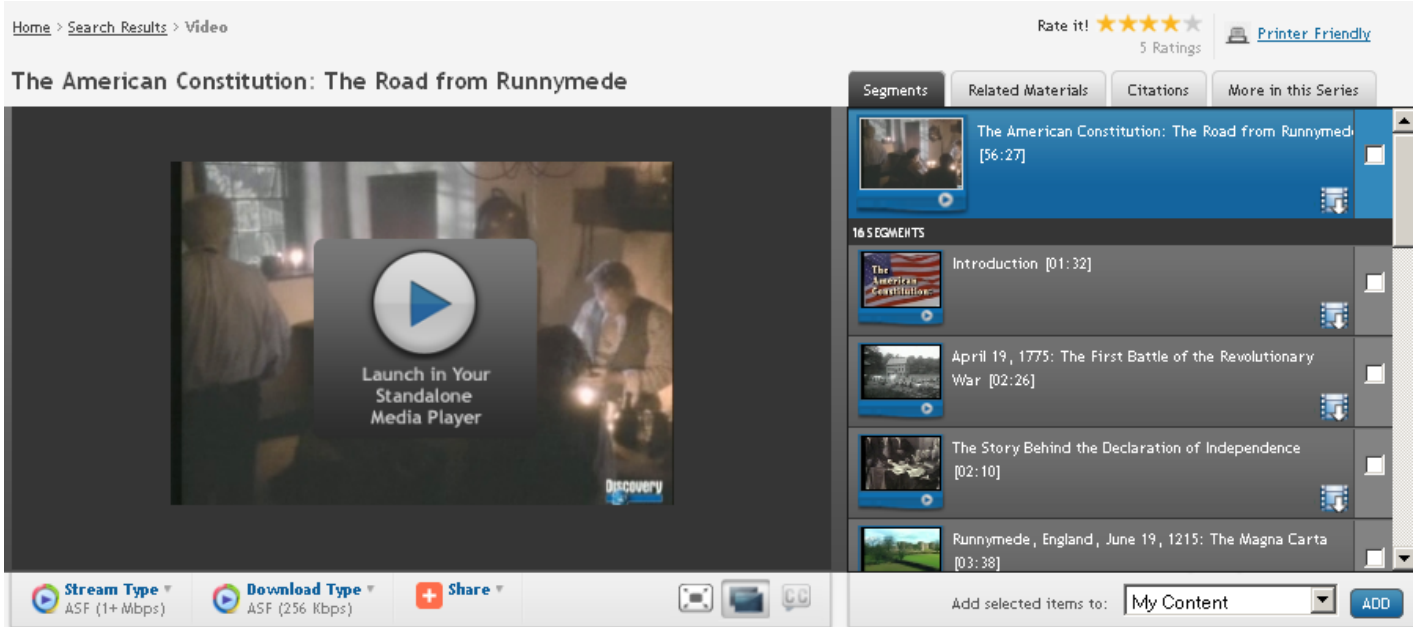 Home > Search Results > Video
Rate it!
5 Ratings
Printer Friendly
The American Constitution: The Road from Runnymede
Segments
Related Materials
Citations
More in this Series
The American Constitution: The Road from Runnymed
[56:27]
16 SEGMENTS
The
American
Constitution:
Introduction [01:32]
April 19, 1775: The First Battle of the Revolutionary
War [02:26]
The Story Behind the Declaration of Independence
[02:10]
Runnymede, England, June 19, 1215: The Magna Carta
[03:38]
Launch in Your
Standalone
Media Player
Discovery
Stream Type
ASF (1+ Mbps)
Download Type
ASF (256 Kbps)
Share
CC
Add selected items to:
My Content
ADD